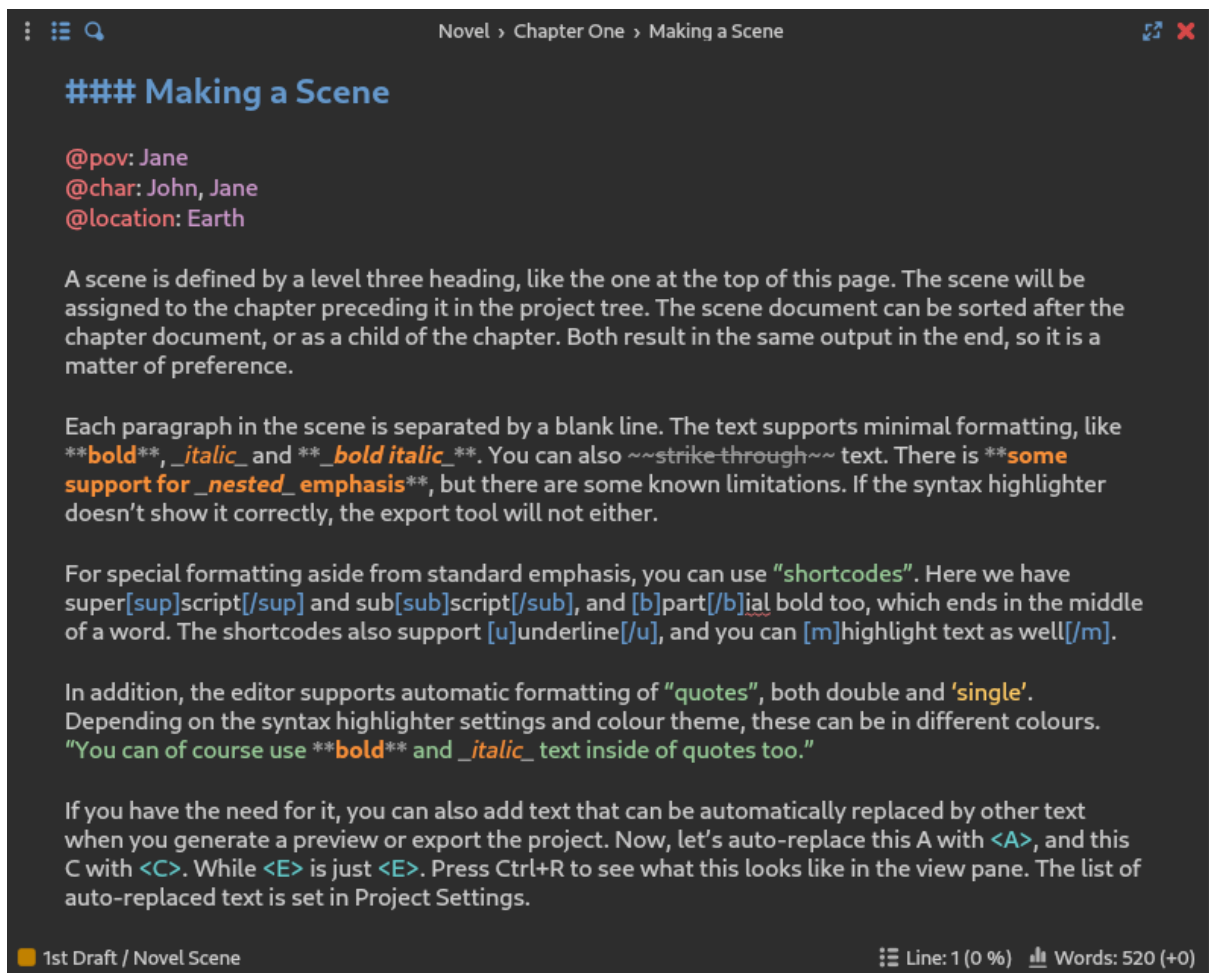 Novel › Chapter One › Making a Scene
### Making a Scene
@pov: Jane
@char: John, Jane
@location: Earth
A scene is defined by a level three heading, like the one at the top of this page. The scene will be
assigned to the chapter preceding it in the project tree. The scene document can be sorted after the
chapter document, or as a child of the chapter. Both result in the same output in the end, so it is a
matter of preference.
Each paragraph in the scene is separated by a blank line. The text supports minimal formatting, like
**bold**, _italic_ and **_bold italic_**. You can also ~~strike through~~ text. There is **some
support for _nested_ emphasis**, but there are some known limitations. If the syntax highlighter
doesn’t show it correctly, the export tool will not either.
For special formatting aside from standard emphasis, you can use “shortcodes”. Here we have
super[sup]script[/sup] and sub[sub]script[/sub], and [b]part[/b]ial bold too, which ends in the middle
of a word. The shortcodes also support [u]underline[/u], and you can [m]highlight text as well[/m].
In addition, the editor supports automatic formatting of “quotes”, both double and ‘single’.
Depending on the syntax highlighter settings and colour theme, these can be in different colours.
“You can of course use **bold** and _italic_ text inside of quotes too.”
If you have the need for it, you can also add text that can be automatically replaced by other text
when you generate a preview or export the project. Now, let’s auto-replace this A with <A>, and this
C with <C>. While <E> is just <E>. Press Ctrl+R to see what this looks like in the view pane. The list of
auto-replaced text is set in Project Settings.
1st Draft / Novel Scene
Line: 1 (0 %)
Words: 520 (+0)